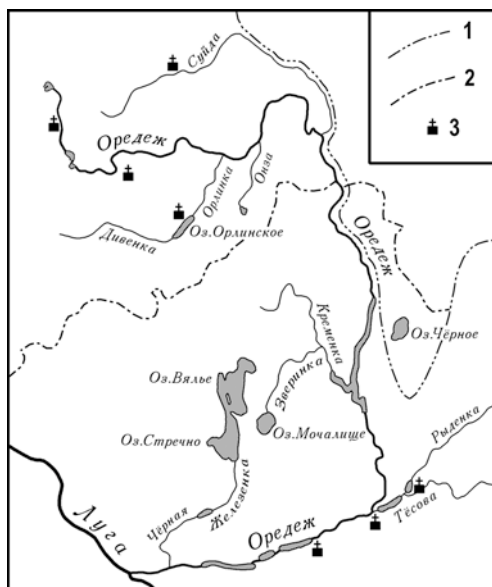 1
2
3
Суйда
Оредеж
Орлинка
Онза
Дивенка
Оз.Орлинское
Оредеж
Оз.Чёрное
Кременка
Зверинка
Оз.Вялье
Оз.Мочалище
Оз.Стречно
Рыденка
Тёсова
Железенка
Чёрная
Оредеж
Луга